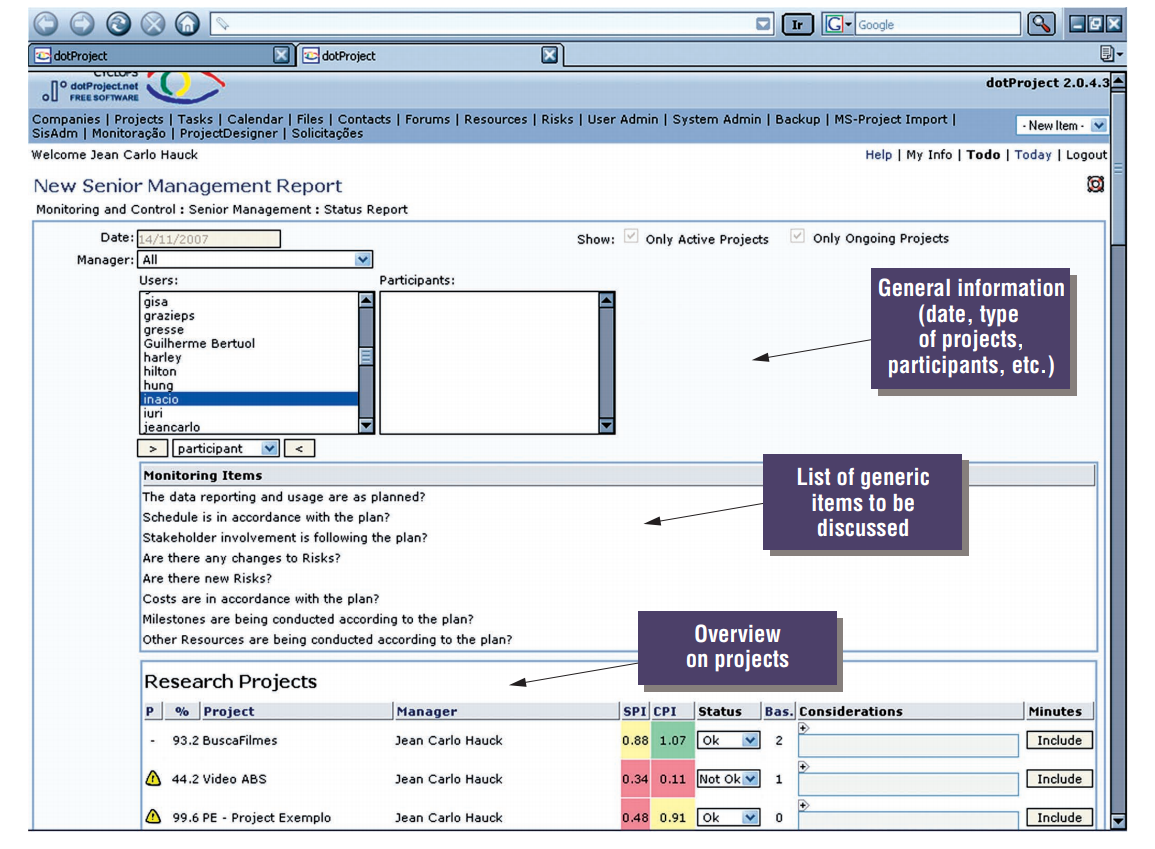 Ir
G
Google
dotProject
dotProject
CYCLOPS
dotProject.net
FREE SOFTWARE
dotProject 2.0.4.3
Companies | Projects | Tasks | Calendar | Files | Contacts | Forums | Resources | Risks | User Admin | System Admin | Backup | MS-Project Import |
SisAdm | Monitoração | ProjectDesigner | Solicitações
- New Item -
Welcome Jean Carlo Hauck
Help | My Info | Todo | Today | Logout
New Senior Management Report
Monitoring and Control : Senior Management : Status Report
Date: 14/11/2007
Show: Only Active Projects Only Ongoing Projects
Manager: All
Users: Participants:
gisa
grazieps
gresse
Guilherme Bertuol
harley
hilton
hung
inacio
iuri
jeancarlo
> participant <
General information
(date, type
of projects,
participants, etc.)
Monitoring Items
The data reporting and usage are as planned?
Schedule is in accordance with the plan?
Stakeholder involvement is following the plan?
Are there any changes to Risks?
Are there new Risks?
Costs are in accordance with the plan?
Milestones are being conducted according to the plan?
Other Resources are being conducted according to the plan?
List of generic
items to be
discussed
Overview
on projects
Research Projects
P % Project Manager SPI CPI Status Bas. Considerations Minutes
- 93.2 BuscaFilmes Jean Carlo Hauck 0.88 1.07 Ok 2 Include
44.2 Video ABS Jean Carlo Hauck 0.34 0.11 Not Ok 1 Include
99.6 PE - Project Exemplo Jean Carlo Hauck 0.48 0.91 Ok 0 Include